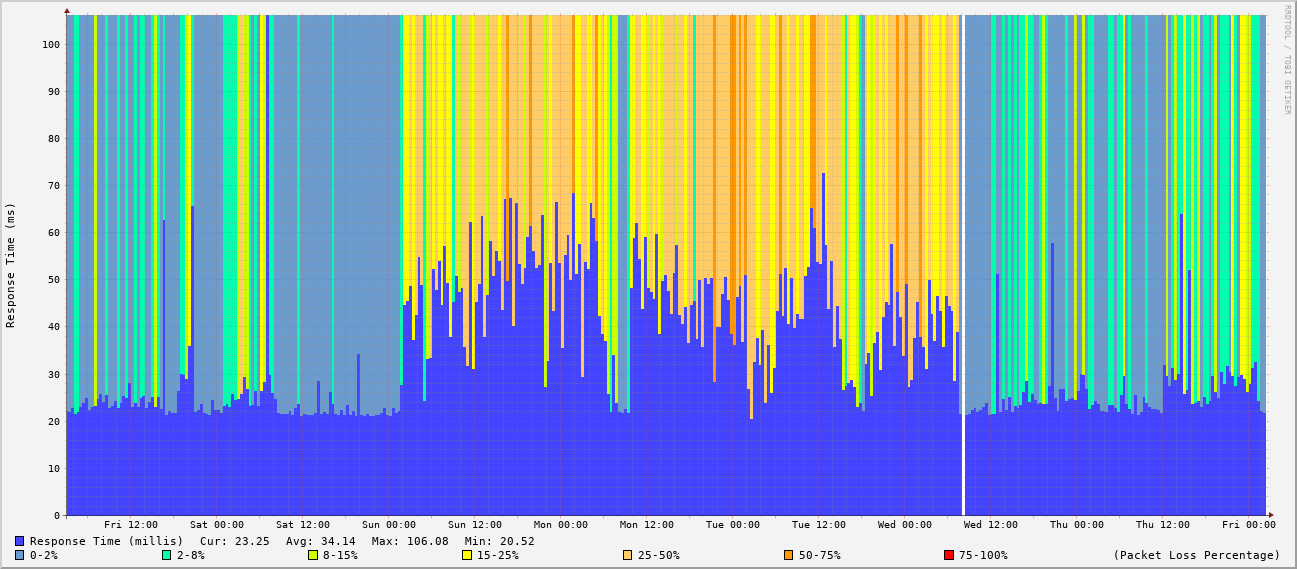 RRDTOOL / TOBI OETIKER
Response Time (ms)
100
90
80
70
60
50
40
30
20
10
0
Fri 12:00 Sat 00:00 Sat 12:00 Sun 00:00 Sun 12:00 Mon 00:00 Mon 12:00 Tue 00:00 Tue 12:00 Wed 00:00 Wed 12:00 Thu 00:00 Thu 12:00 Fri 00:00
Response Time (millis) Cur: 23.25 Avg: 34.14 Max: 106.08 Min: 20.52
0-2% 2-8% 8-15% 15-25% 25-50% 50-75% 75-100% (Packet Loss Percentage)